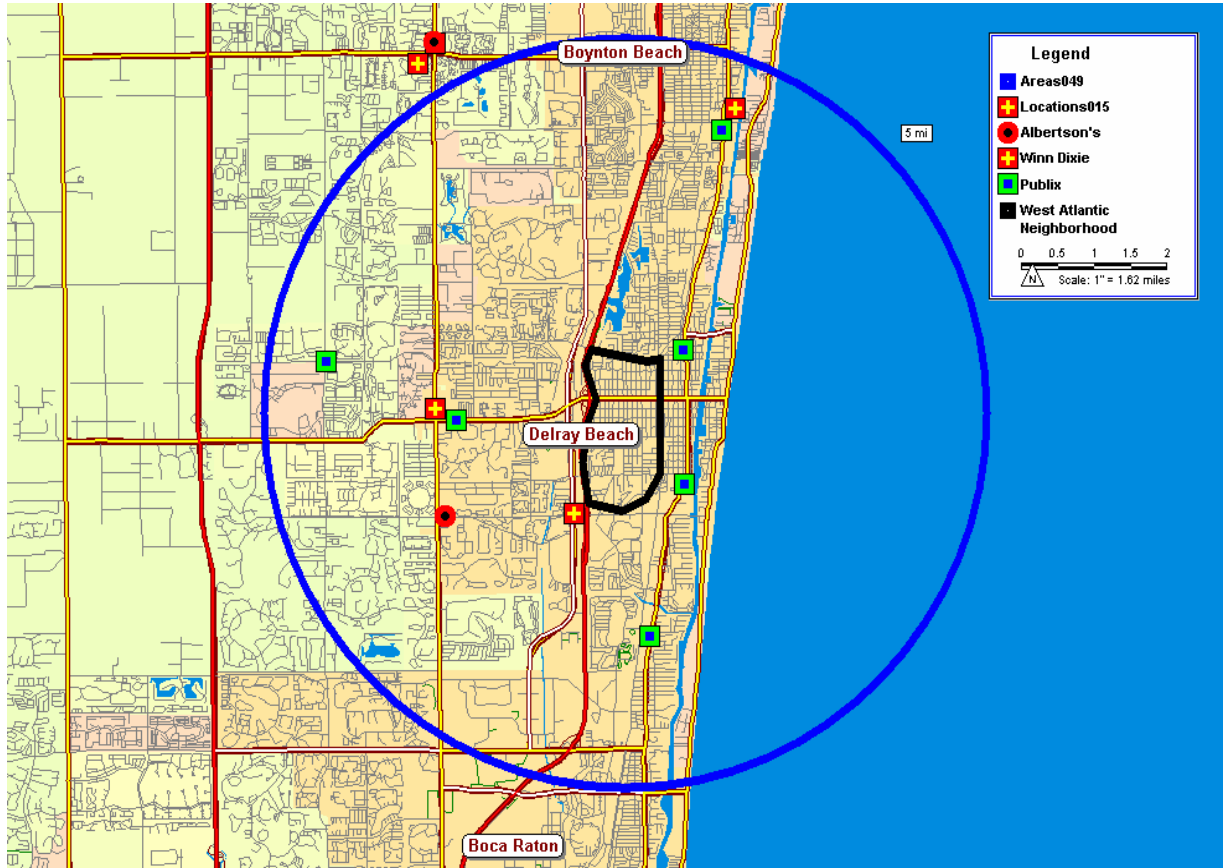 Boynton Beach
5 mi
Legend
Areas049
Locations015
Albertson's
Winn Dixie
Publix
West Atlantic
Neighborhood
0 0.5 1 1.5 2
N
Scale: 1" = 1.62 miles
Delray Beach
Boca Raton